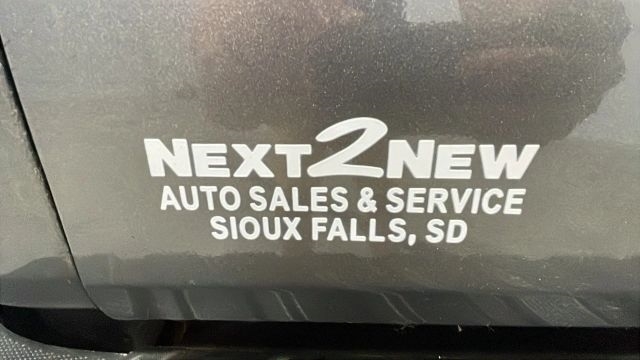 NEXT2NEW
AUTO SALES & SERVICE
SIOUX FALLS, SD